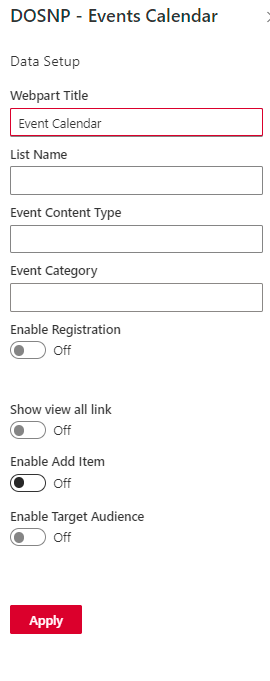 DOSNP - Events Calendar
Data Setup
Webpart Title
Event Calendar
List Name
Event Content Type
Event Category
Enable Registration
Off
Show view all link
Off
Enable Add Item
Off
Enable Target Audience
Off
Apply